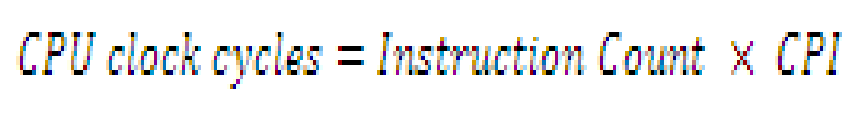 CPU clock cycles = Instruction Count × CPI